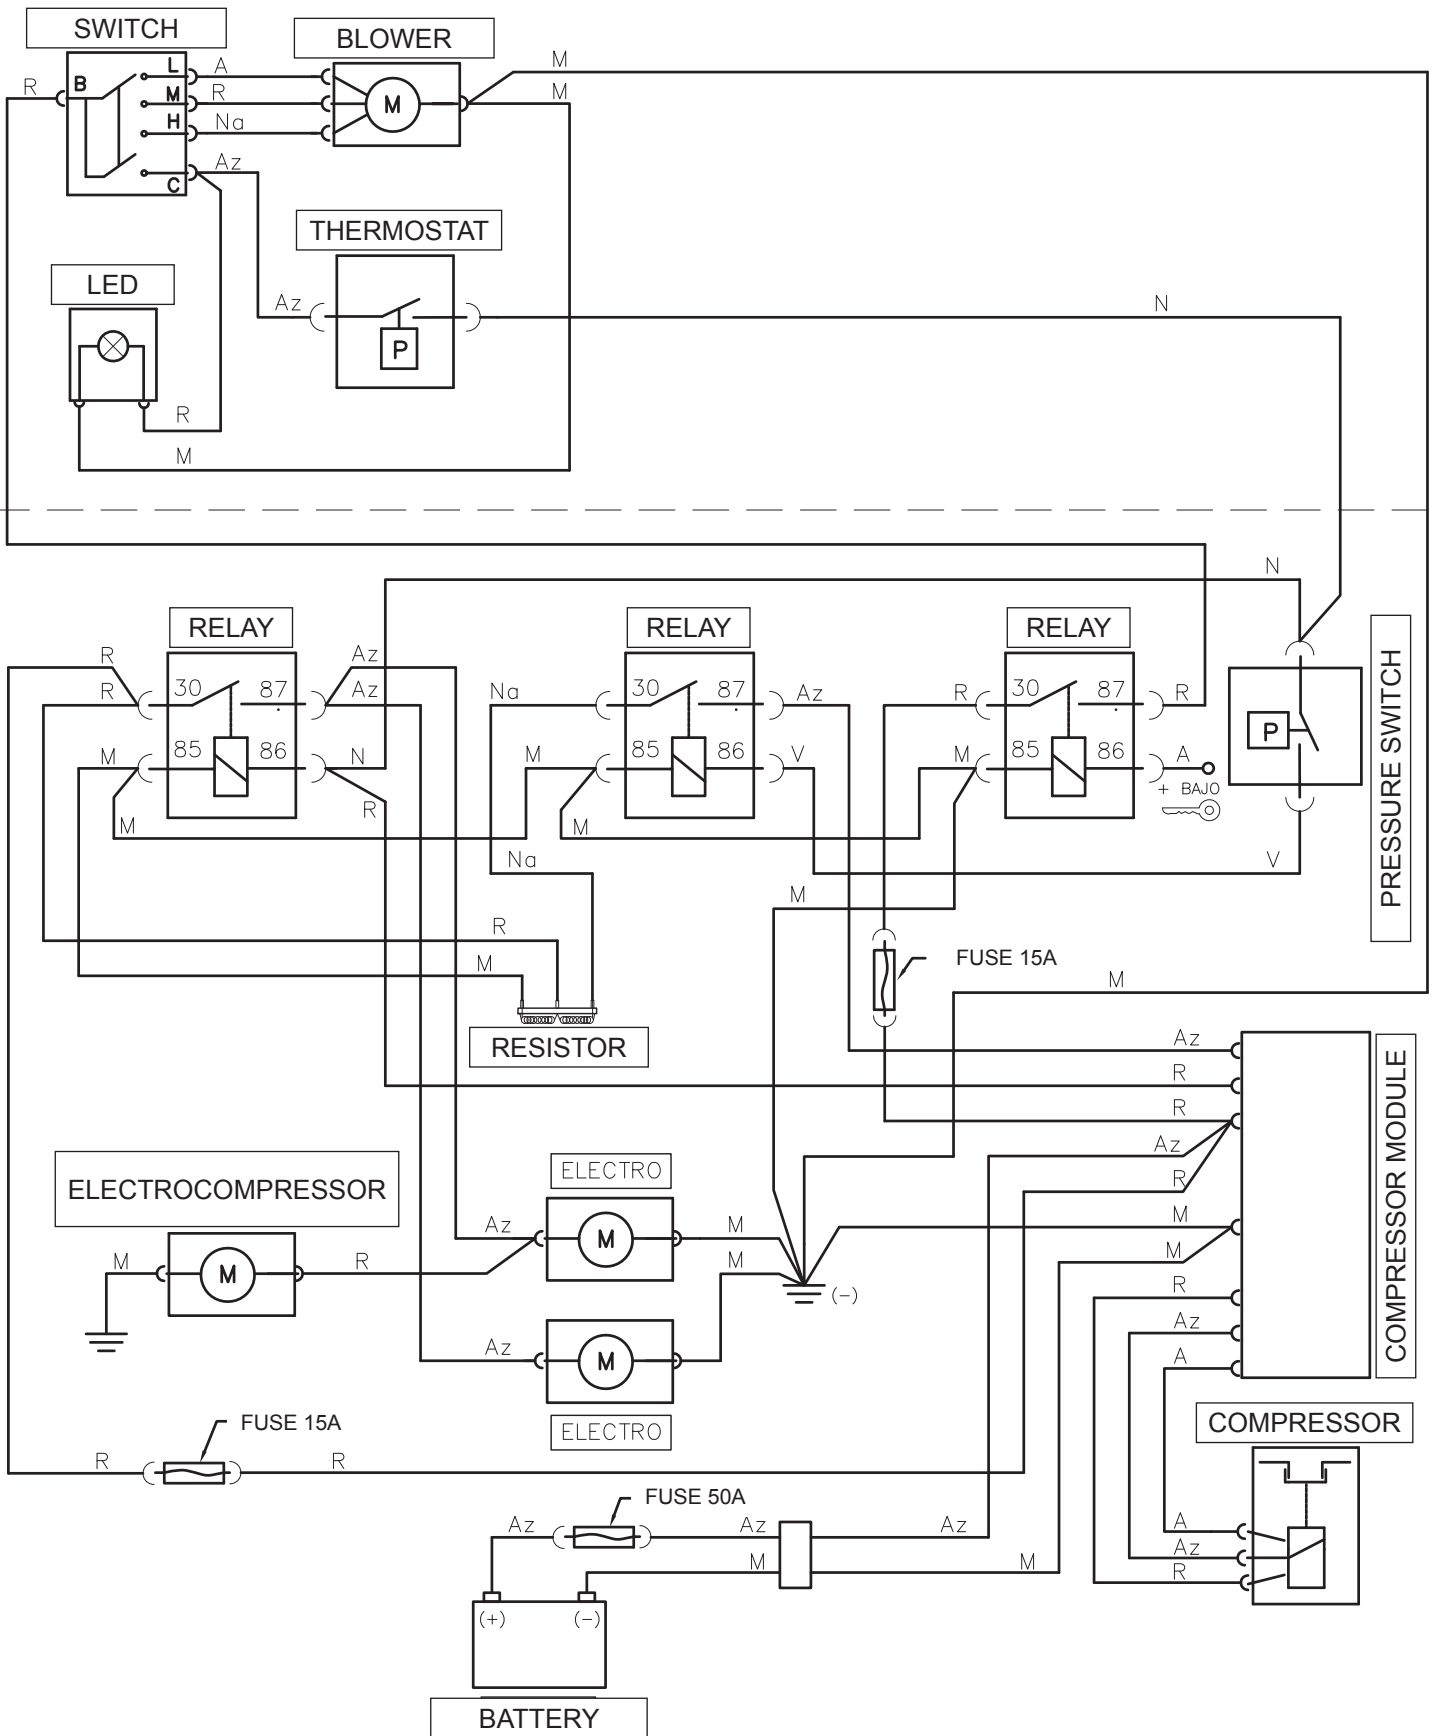 SWITCH
BLOWER
R
B
L
M
H
C
A
R
Na
Az
M
M
M
LED
R
M
THERMOSTAT
Az
P
N
RELAY
R
R
M
M
30
87
85
86
Az
Az
N
R
RELAY
Na
M
M
30
87
85
86
Az
V
Na
RELAY
R
M
M
30
87
85
86
R
A
+ BAJO
N
P
V
PRESSURE SWITCH
R
M
RESISTOR
FUSE 15A
M
Az
R
R
Az
R
M
M
R
Az
A
COMPRESSOR MODULE
ELECTROCOMPRESSOR
M
M
R
ELECTRO
Az
M
M
M
(-)
Az
M
ELECTRO
FUSE 15A
R
R
COMPRESSOR
A
Az
R
FUSE 50A
Az
Az
Az
M
M
(+)
(-)
BATTERY